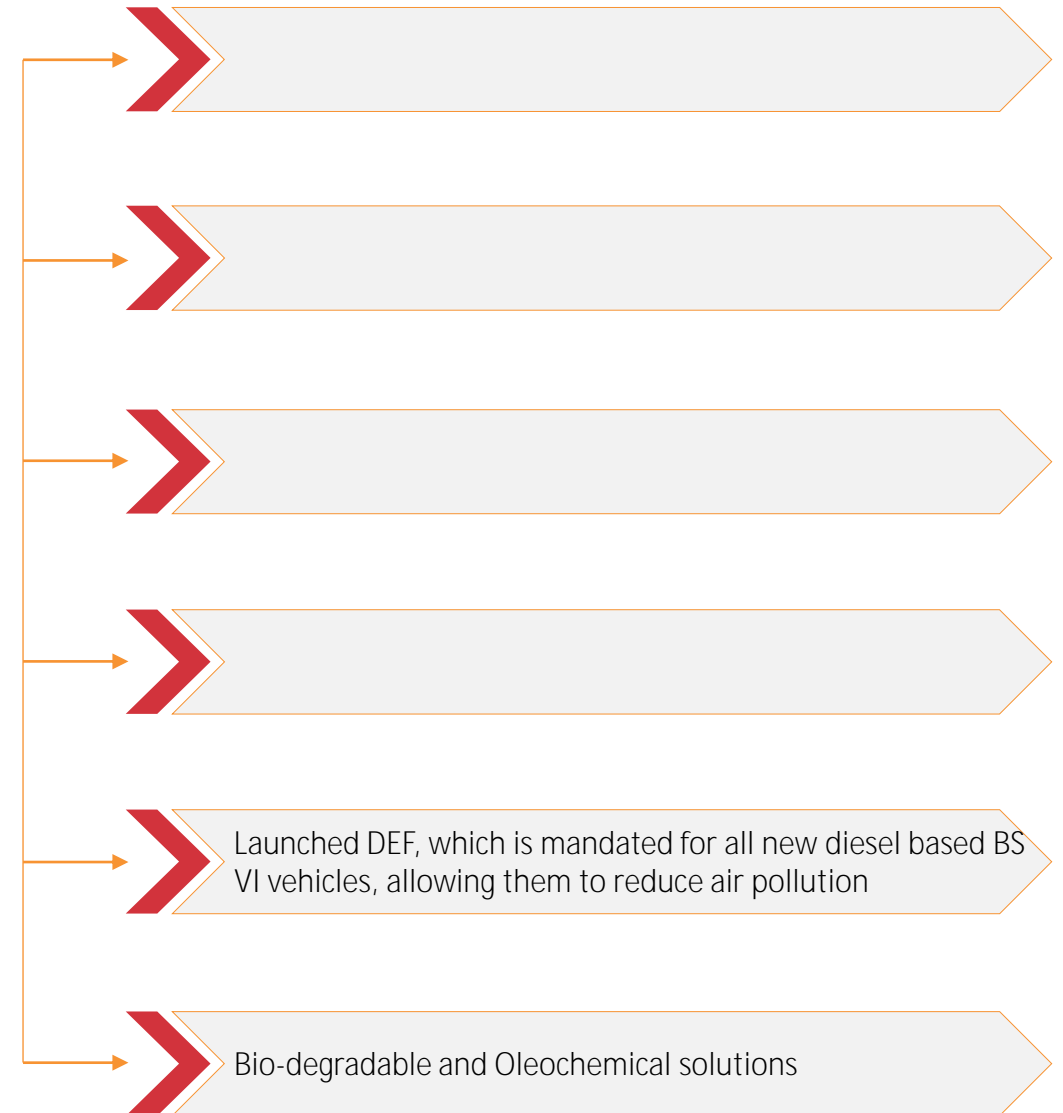 Launched DEF, which is mandated for all new diesel based BS
VI vehicles, allowing them to reduce air pollution
Bio-degradable and Oleochemical solutions